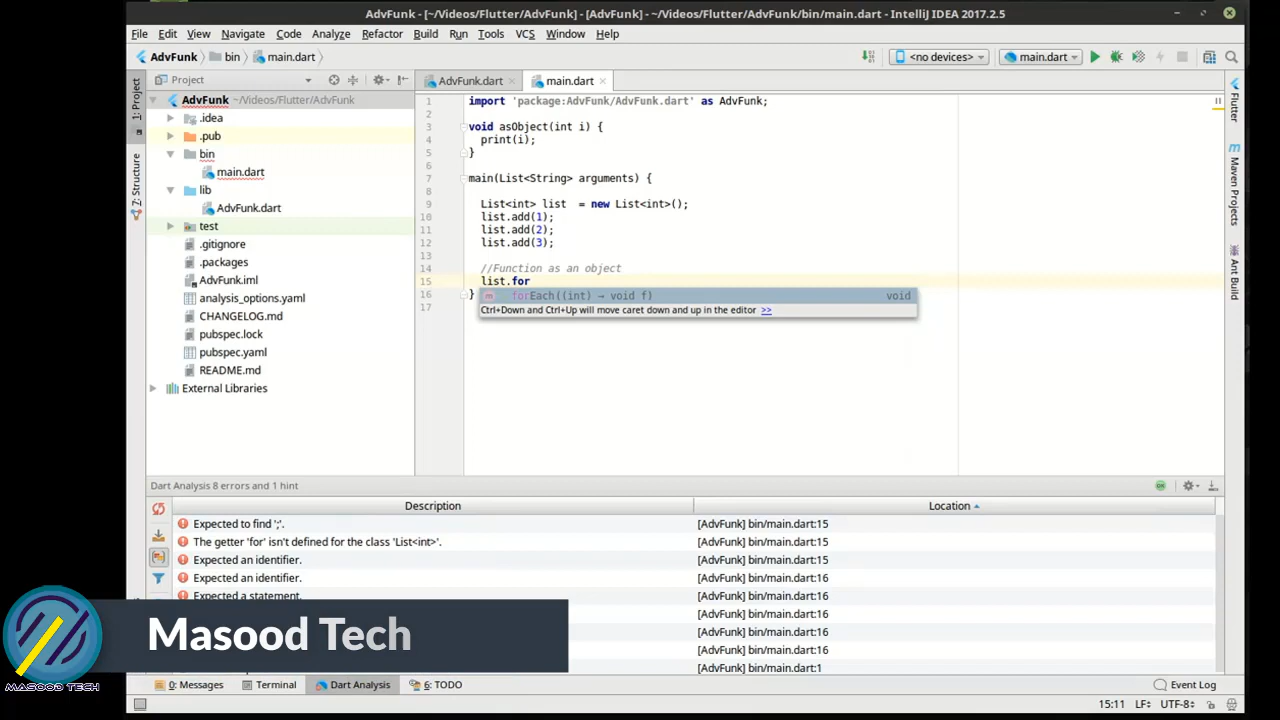 AdvFunk - [~/Videos/Flutter/AdvFunk] - [AdvFunk] - ~/Videos/Flutter/AdvFunk/bin/main.dart - IntelliJ IDEA 2017.2.5
File Edit View Navigate Code Analyze Refactor Build Run Tools VCS Window Help
AdvFunk bin main.dart <no devices> main.dart
Project AdvFunk.dart main.dart
1: Project
7: Structure
AdvFunk ~/Videos/Flutter/AdvFunk
.idea
.pub
bin
main.dart
lib
AdvFunk.dart
test
.gitignore
.packages
AdvFunk.iml
analysis_options.yaml
CHANGELOG.md
pubspec.lock
pubspec.yaml
README.md
External Libraries
1 import 'package:AdvFunk/AdvFunk.dart' as AdvFunk;
2
3 void asObject(int i) {
4 print(i);
5 }
6
7 main(List<String> arguments) {
8
9 List<int> list = new List<int>();
10 list.add(1);
11 list.add(2);
12 list.add(3);
13
14 //Function as an object
15 list.for
16 }
17
m forEach((int) → void f) void
Ctrl+Down and Ctrl+Up will move caret down and up in the editor >>
Flutter
Maven Projects
Ant Build
Dart Analysis 8 errors and 1 hint
Description Location
Expected to find ';'. [AdvFunk] bin/main.dart:15
The getter 'for' isn't defined for the class 'List<int>'. [AdvFunk] bin/main.dart:15
Expected an identifier. [AdvFunk] bin/main.dart:15
Expected an identifier. [AdvFunk] bin/main.dart:16
Expected a statement. [AdvFunk] bin/main.dart:16
[AdvFunk] bin/main.dart:16
[AdvFunk] bin/main.dart:16
[AdvFunk] bin/main.dart:16
[AdvFunk] bin/main.dart:1
Masood Tech
MASOOD TECH
0: Messages Terminal Dart Analysis 6: TODO Event Log
15:11 LF÷ UTF-8÷